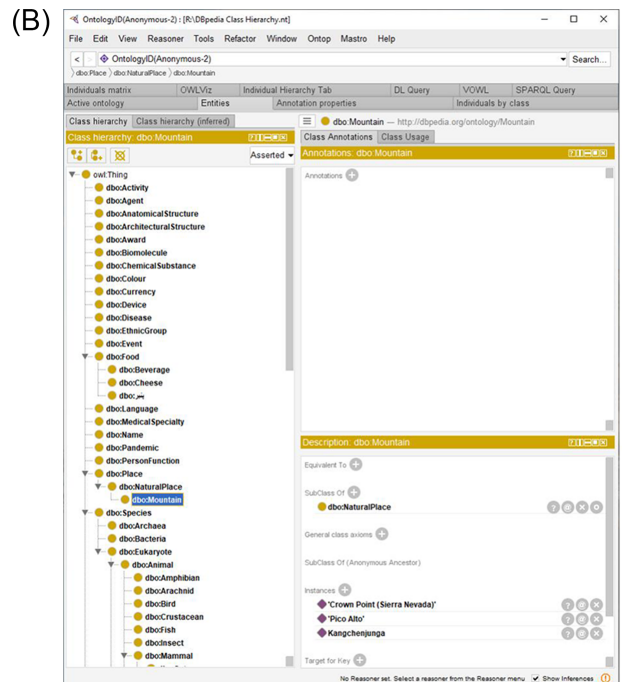 (B)
OntologyID(Anonymous-2) : [R:\DBpedia Class Hierarchy.nt]
File Edit View Reasoner Tools Refactor Window Ontop Mastro Help
OntologyID(Anonymous-2) Search...
dbo:Place dbo:NaturalPlace dbo:Mountain
Individuals matrix OWLViz Individual Hierarchy Tab DL Query VOWL SPARQL Query
Active ontology Entities Annotation properties Individuals by class
Class hierarchy Class hierarchy (inferred)
Class hierarchy: dbo:Mountain
Asserted
owl:Thing
dbo:Activity
dbo:Agent
dbo:AnatomicalStructure
dbo:ArchitecturalStructure
dbo:Award
dbo:Biomolecule
dbo:ChemicalSubstance
dbo:Colour
dbo:Currency
dbo:Device
dbo:Disease
dbo:EthnicGroup
dbo:Event
dbo:Food
dbo:Beverage
dbo:Cheese
dbo:
dbo:Language
dbo:MedicalSpecialty
dbo:Name
dbo:Pandemic
dbo:PersonFunction
dbo:Place
dbo:NaturalPlace
dbo:Mountain
dbo:Species
dbo:Archaea
dbo:Bacteria
dbo:Eukaryote
dbo:Animal
dbo:Amphibian
dbo:Arachnid
dbo:Bird
dbo:Crustacean
dbo:Fish
dbo:Insect
dbo:Mammal
dbo:Mountain — http://dbpedia.org/ontology/Mountain
Class Annotations Class Usage
Annotations: dbo:Mountain
Annotations
Description: dbo:Mountain
Equivalent To
SubClass Of
dbo:NaturalPlace
General class axioms
SubClass Of (Anonymous Ancestor)
Instances
'Crown Point (Sierra Nevada)'
'Pico Alto'
Kangchenjunga
Target for Key
No Reasoner set. Select a reasoner from the Reasoner menu Show Inferences